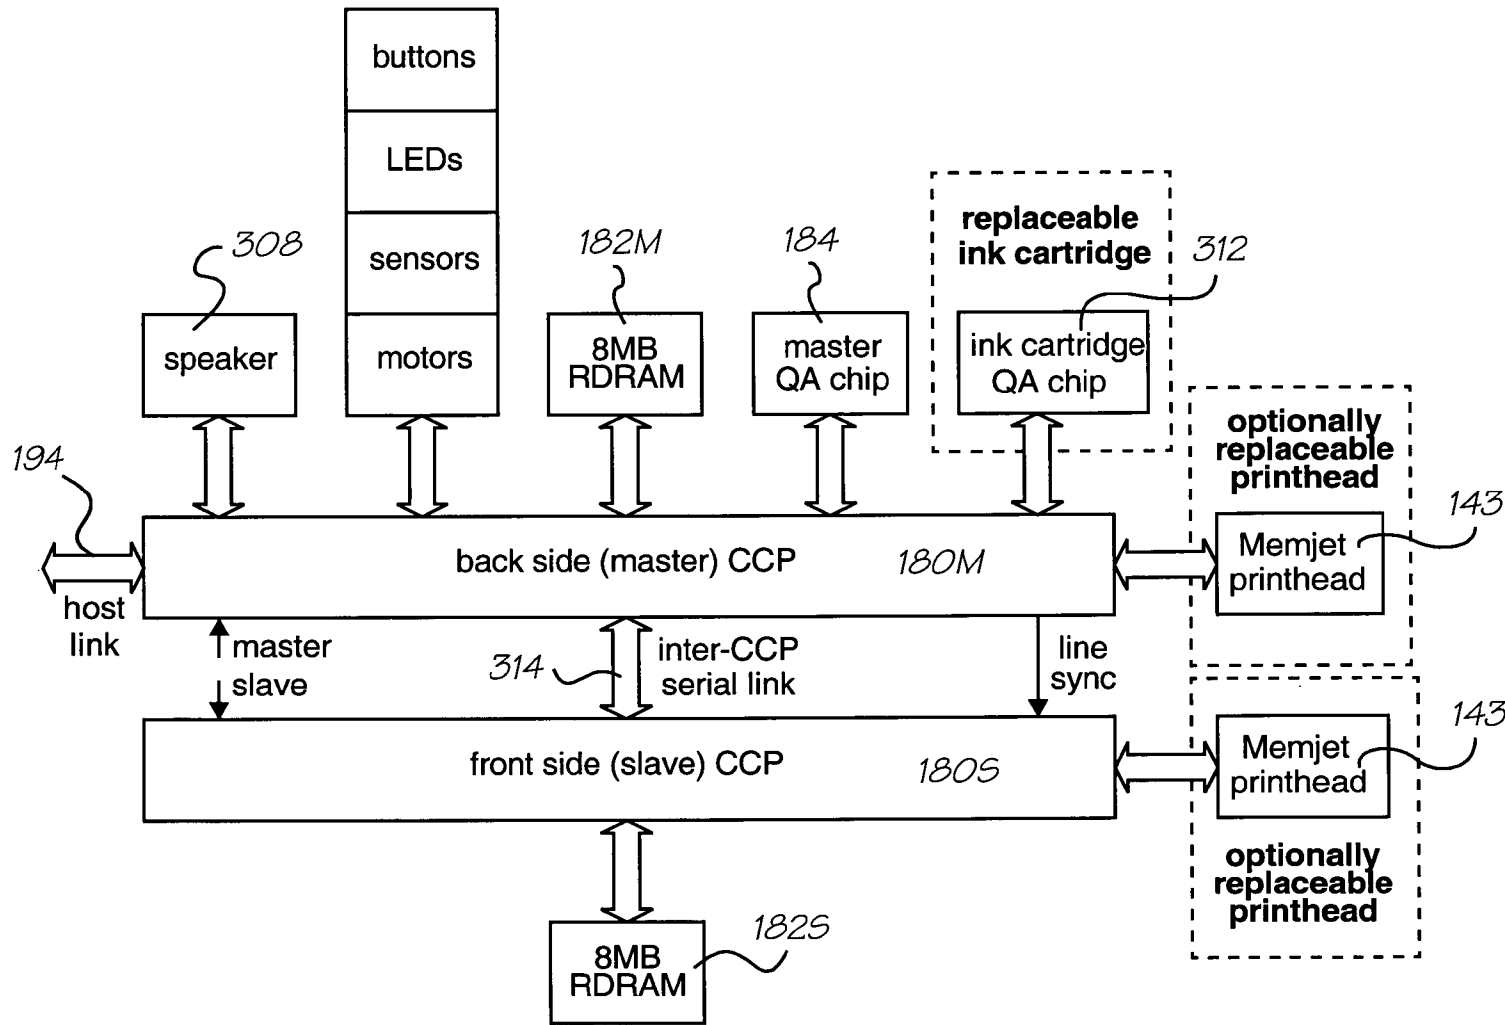 buttons
LEDs
sensors
motors
308
speaker
182M
8MB
RDRAM
184
master
QA chip
replaceable
ink cartridge
312
ink cartridge
QA chip
optionally
replaceable
printhead
143
Memjet
printhead
194
host
link
back side (master) CCP
180M
master
slave
314
inter-CCP
serial link
line
sync
front side (slave) CCP
180S
143
Memjet
printhead
optionally
replaceable
printhead
182S
8MB
RDRAM